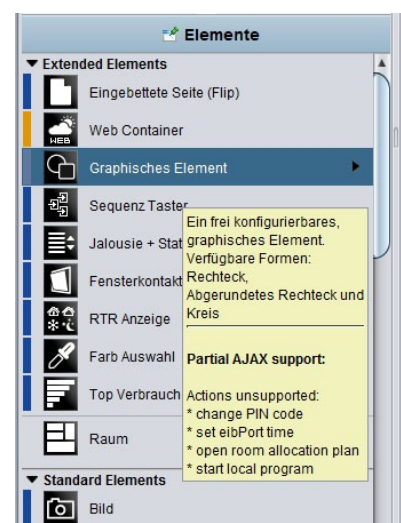 Elemente
Extended Elements
Eingebettete Seite (Flip)
WEB
Web Container
Graphisches Element
Sequenz Taster
Jalousie + Stat
Fensterkontakt
RTR Anzeige
Farb Auswahl
Top Verbrauch
Raum
Standard Elements
Bild
Ein frei konfigurierbares,
graphisches Element.
Verfügbare Formen:
Rechteck,
Abgerundetes Rechteck und
Kreis
Partial AJAX support:
Actions unsupported:
* change PIN code
* set eibPort time
* open room allocation plan
* start local program